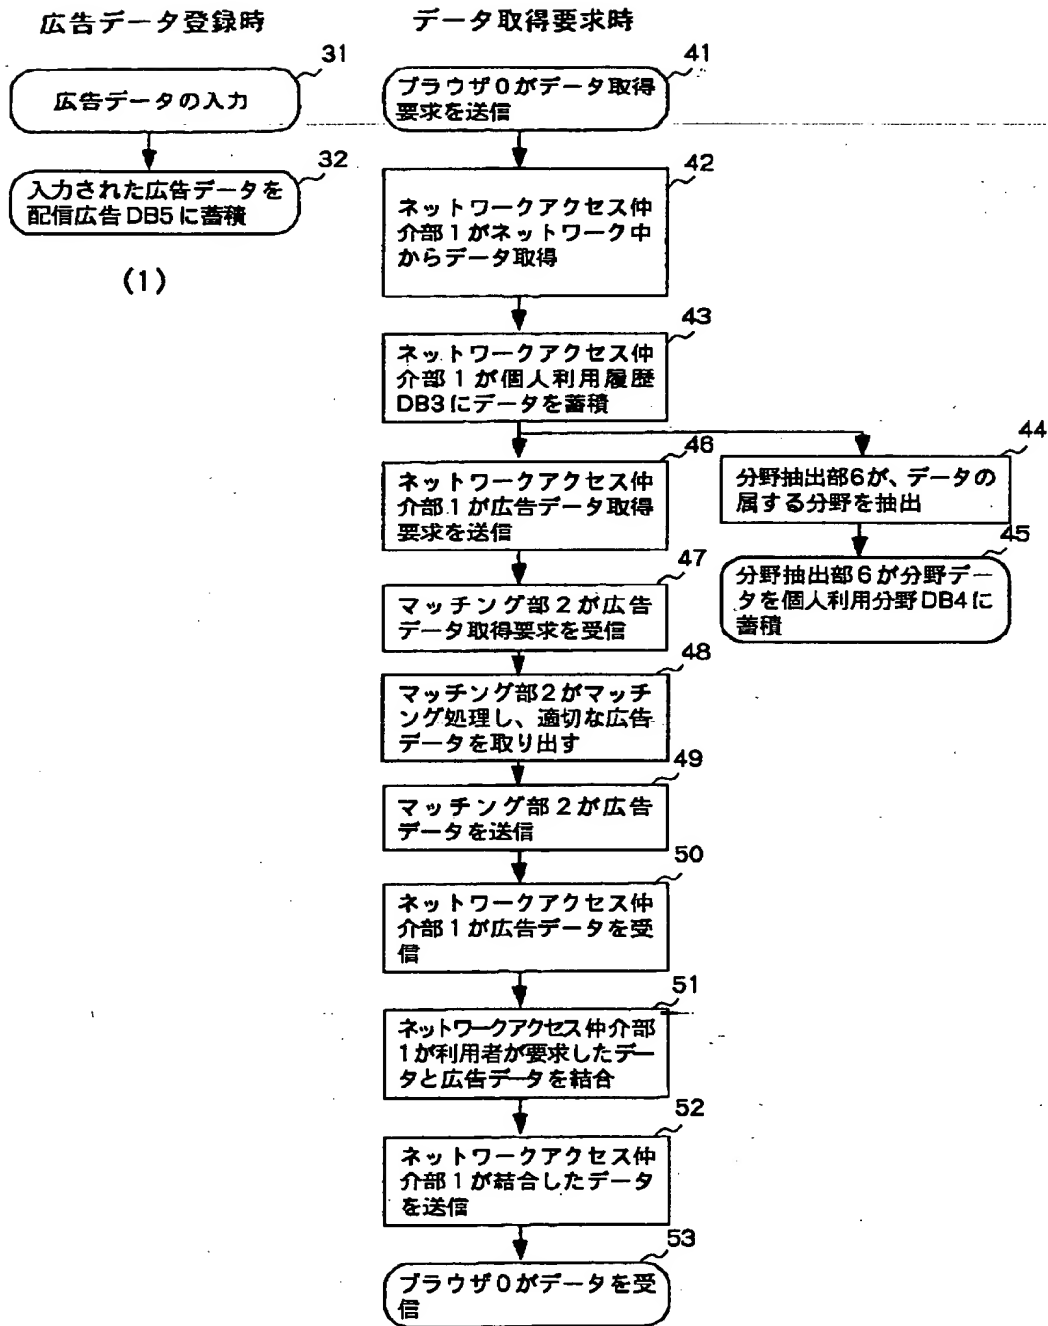 広告データ登録時
31
広告データの入力
32
入力された広告データを
配信広告DB5に蓄積
(1)
データ取得要求時
41
ブラウザ0がデータ取得
要求を送信
42
ネットワークアクセス仲
介部1がネットワーク中
からデータ取得
43
ネットワークアクセス仲
介部1が個人利用履歴
DB3にデータを蓄積
44
分野抽出部6が、データの
属する分野を抽出
45
分野抽出部6が分野デー
タを個人利用分野DB4に
蓄積
46
ネットワークアクセス仲
介部1が広告データ取得
要求を送信
47
マッチング部2が広告
データ取得要求を受信
48
マッチング部2がマッチ
ング処理し、適切な広告
データを取り出す
49
マッチング部2が広告
データを送信
50
ネットワークアクセス仲
介部1が広告データを受
信
51
ネットワークアクセス仲介部
1が利用者が要求したデー
タと広告データを結合
52
ネットワークアクセス仲
介部1が結合したデータ
を送信
53
ブラウザ0がデータを受
信